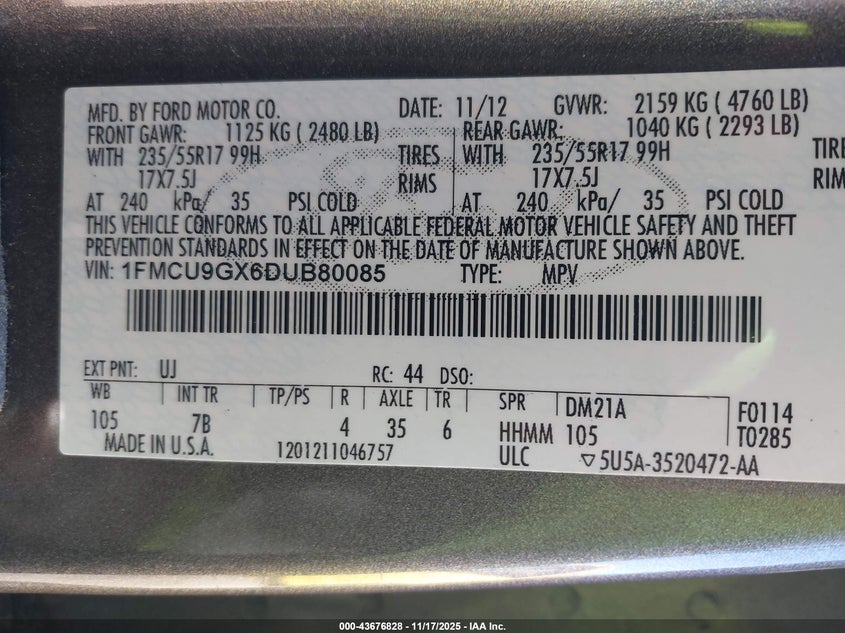 MFD. BY FORD MOTOR CO. DATE: 11/12 GVWR: 2159 KG ( 4760 LB)
FRONT GAWR: 1125 KG ( 2480 LB) REAR GAWR: 1040 KG ( 2293 LB)
WITH 235/55R17 99H TIRES WITH 235/55R17 99H TIRE
17X7.5J RIMS 17X7.5J RIM
AT 240 kPa/ 35 PSI COLD AT 240 kPa/ 35 PSI COLD
THIS VEHICLE CONFORMS TO ALL APPLICABLE FEDERAL MOTOR VEHICLE SAFETY AND THEFT
PREVENTION STANDARDS IN EFFECT ON THE DATE OF MANUFACTURE SHOWN ABOVE.
VIN: 1FMCU9GX6DUB80085 TYPE: MPV
EXT PNT: UJ RC: 44 DSO:
WB INT TR TP/PS R AXLE TR SPR DM21A F0114
105 7B 4 35 6 HHMM 105 T0285
MADE IN U.S.A. 1201211046757 ULC ▽5U5A-3520472-AA
000-43676828 - 11/17/2025 - IAA Inc.